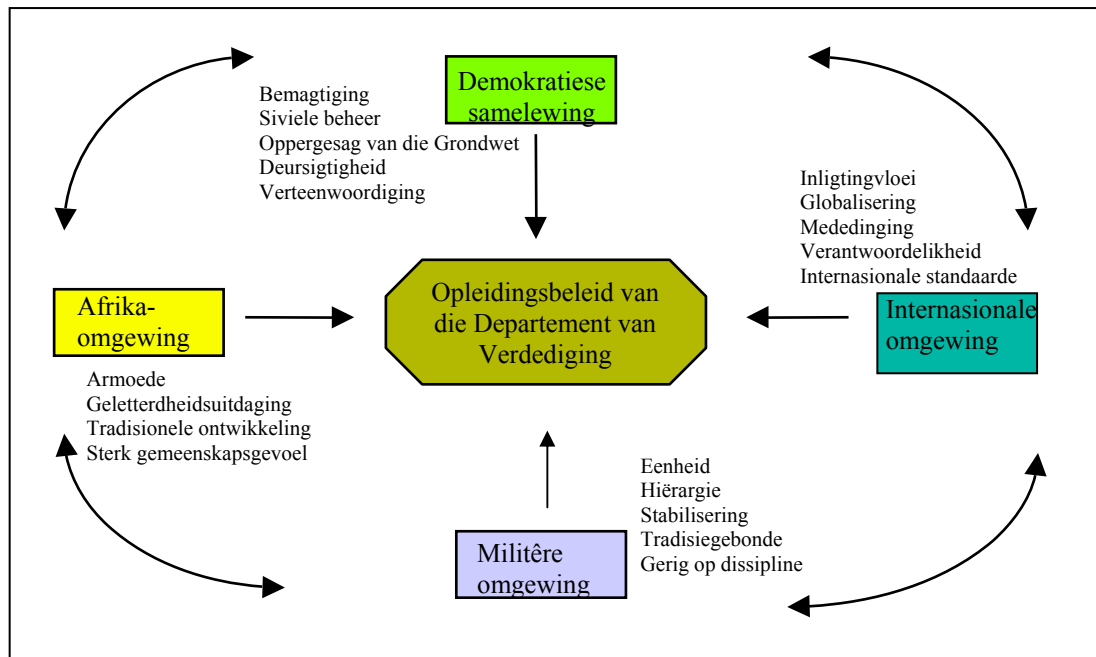 Demokratiese
samelewing
Bemagtiging
Siviele beheer
Oppergesag van die Grondwet
Deursigtigheid
Verteenwoordiging
Inligtingvloei
Globalisering
Mededinging
Verantwoordelikheid
Internasionale standaarde
Afrika-
omgewing
Opleidingsbeleid van
die Departement van
Verdediging
Internasionale
omgewing
Armoede
Geletterdheidsuitdaging
Tradisionele ontwikkeling
Sterk gemeenskapsgevoel
Eenheid
Hiërargie
Stabilisering
Tradisiegebonde
Gerig op dissipline
Militêre
omgewing